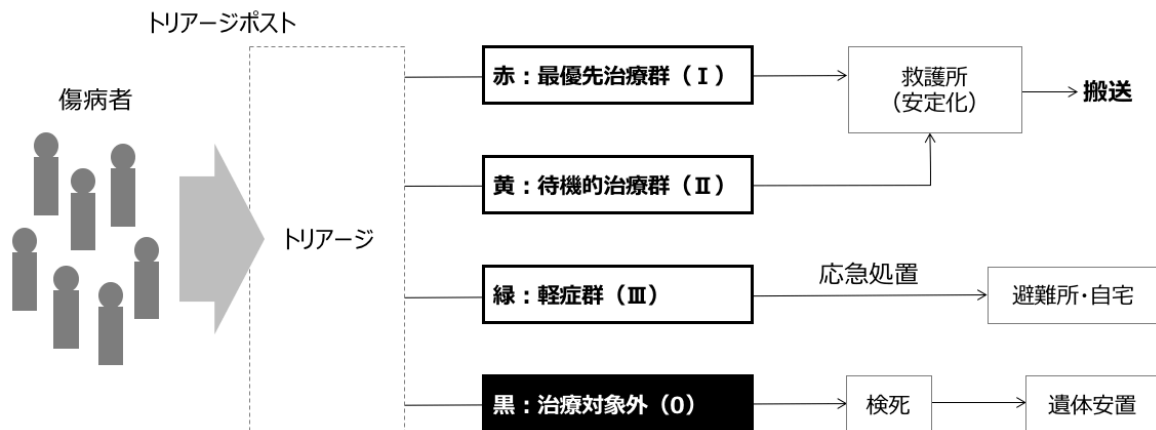 トリアージポスト
傷病者
トリアージ
赤：最優先治療群（Ⅰ）
救護所
（安定化）
搬送
黄：待機的治療群（Ⅱ）
緑：軽症群（Ⅲ）
応急処置
避難所・自宅
黒：治療対象外（0）
検死
遺体安置